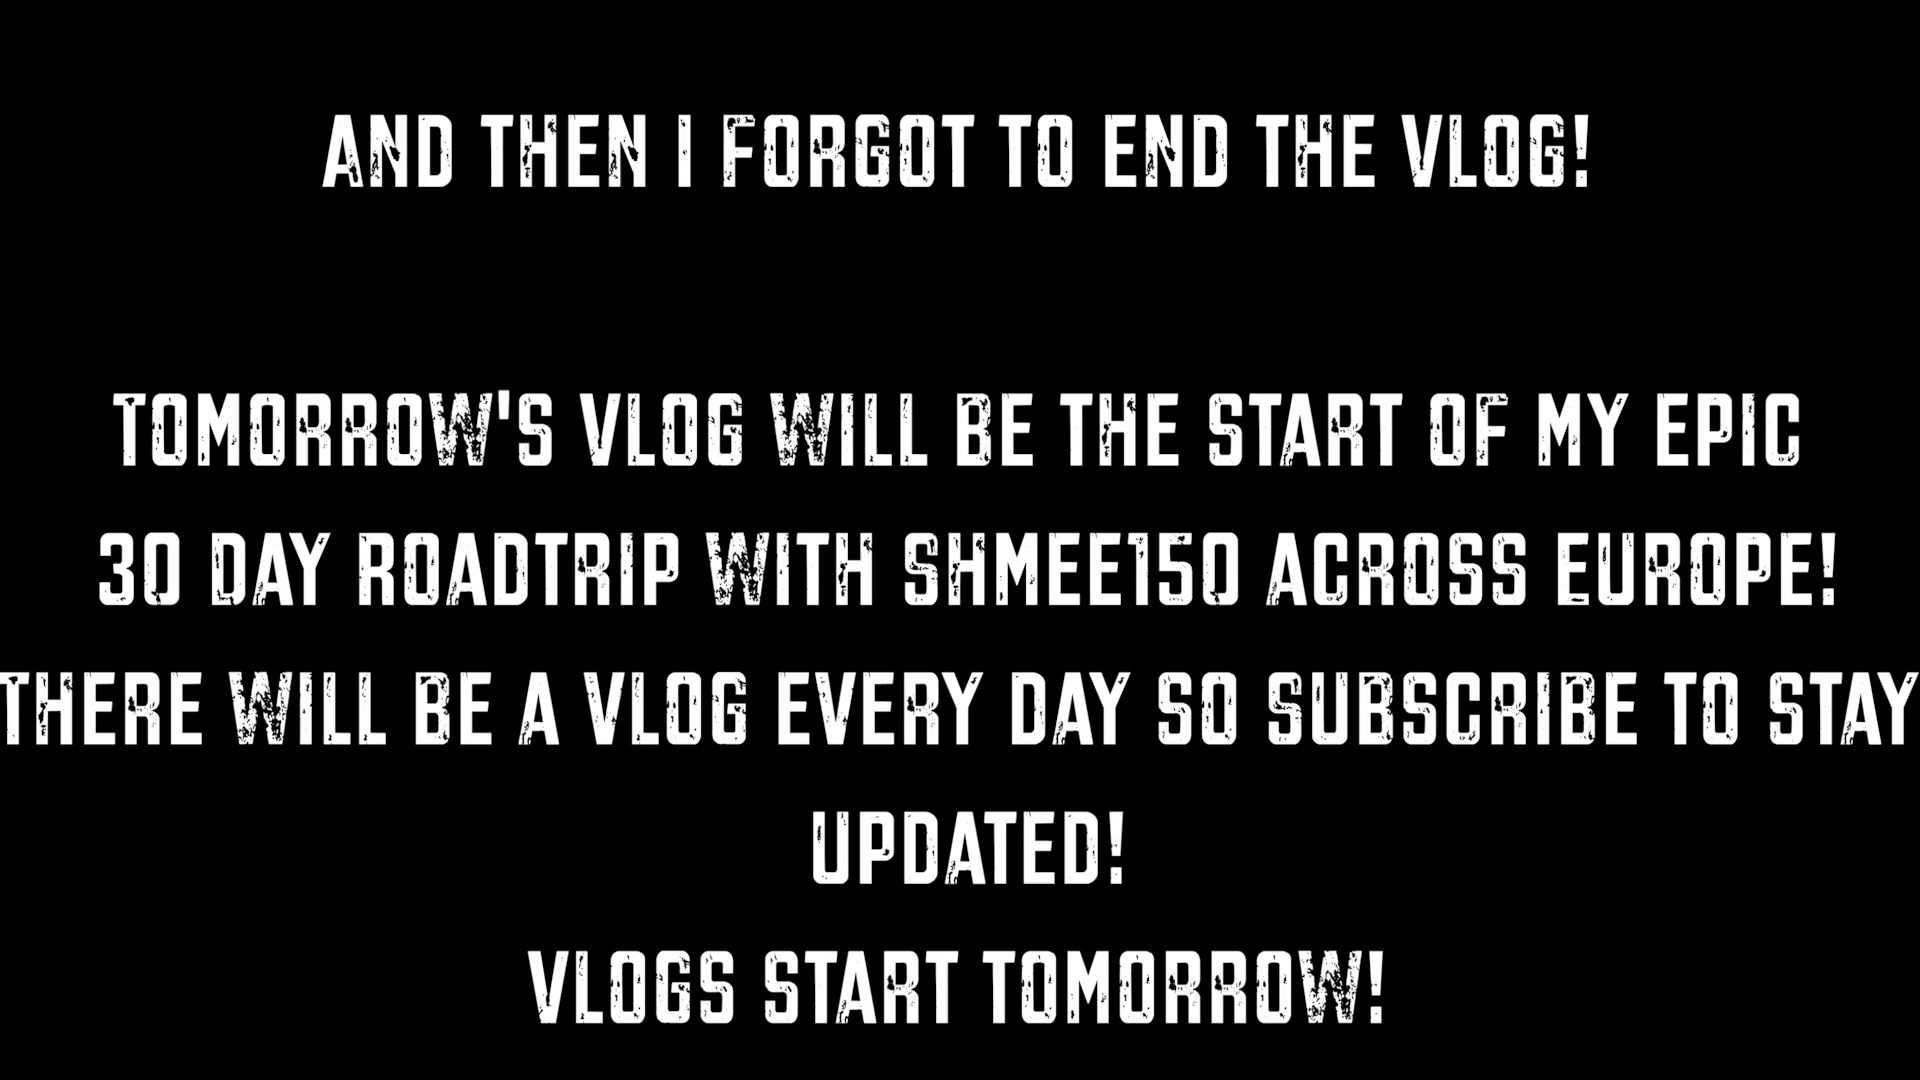 AND THEN I FORGOT TO END THE VLOG!
TOMORROW'S VLOG WILL BE THE START OF MY EPIC
30 DAY ROADTRIP WITH SHMEE150 ACROSS EUROPE!
THERE WILL BE A VLOG EVERY DAY SO SUBSCRIBE TO STAY
UPDATED!
VLOGS START TOMORROW!